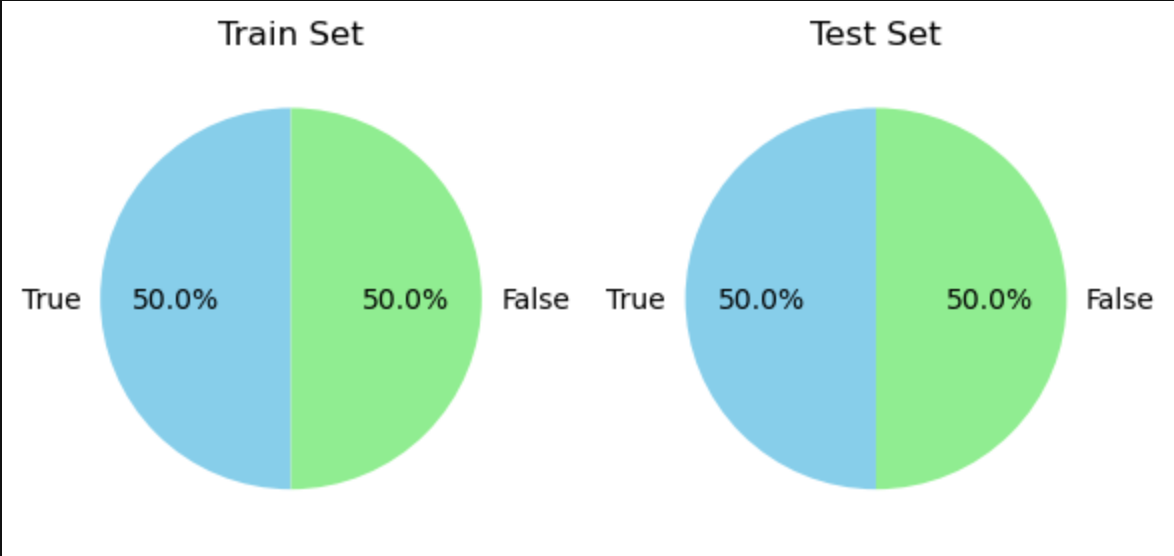 Train Set
True
50.0%
50.0%
False
Test Set
True
50.0%
50.0%
False